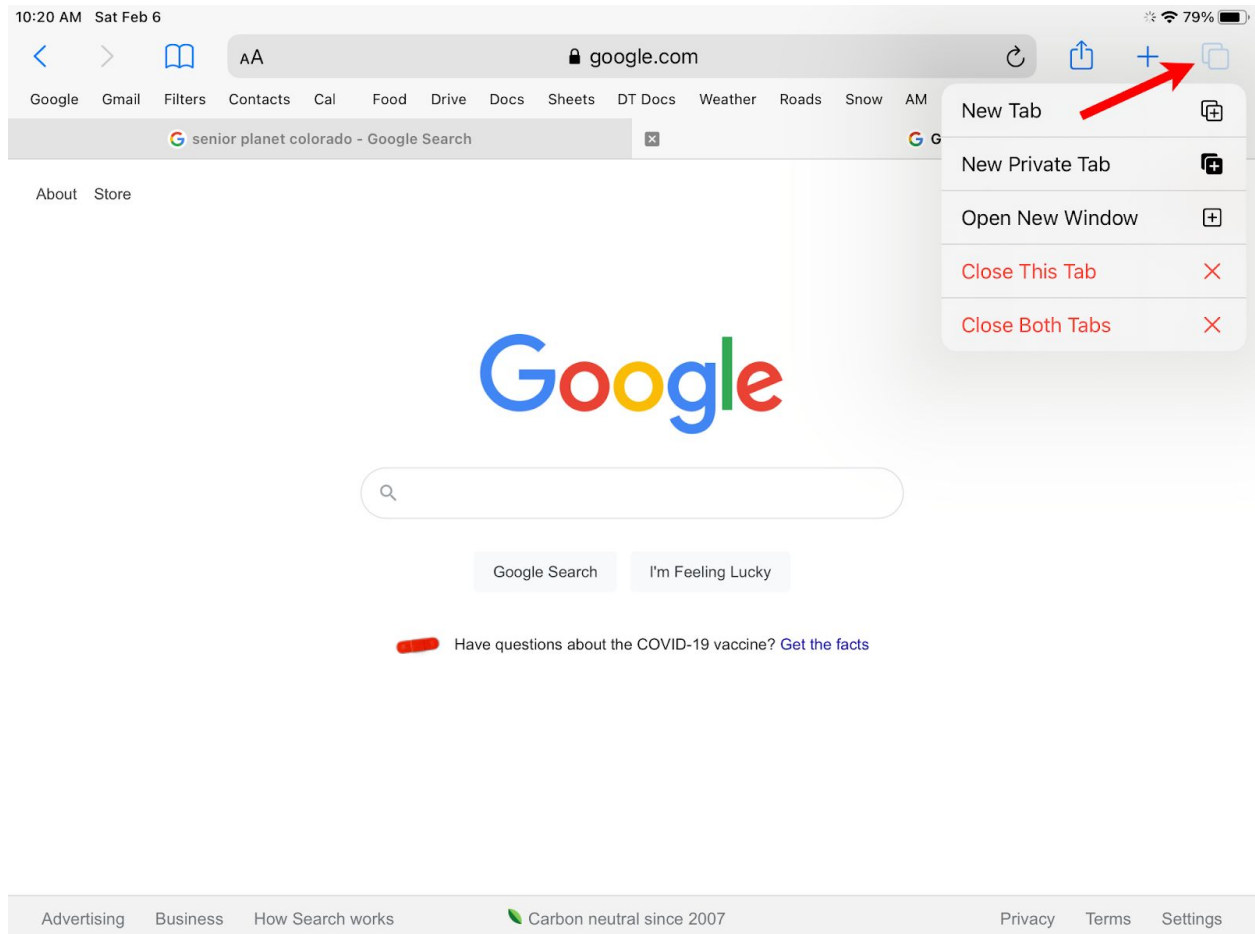 10:20 AM Sat Feb 6 79%
AA google.com
Google Gmail Filters Contacts Cal Food Drive Docs Sheets DT Docs Weather Roads Snow AM
senior planet colorado - Google Search G
New Tab
New Private Tab
Open New Window
Close This Tab
Close Both Tabs
About Store
Google
Google Search I'm Feeling Lucky
Have questions about the COVID-19 vaccine? Get the facts
Advertising Business How Search works Carbon neutral since 2007 Privacy Terms Settings